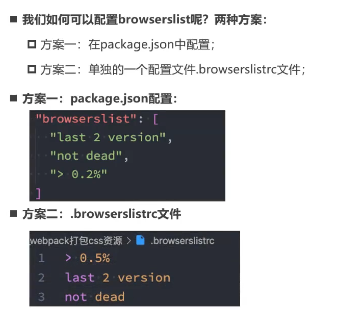 ■ 我们如何可以配置browserslist呢？两种方案：
方案一：在package.json中配置；
方案二：单独的一个配置文件.browserslistrc文件；
■ 方案一：package.json配置：
"browserslist": [
"last 2 version",
"not dead",
"> 0.2%"
]
■ 方案二：.browserslistrc文件
webpack打包css资源 > .browserslistrc
1 > 0.5%
2 last 2 version
3 not dead